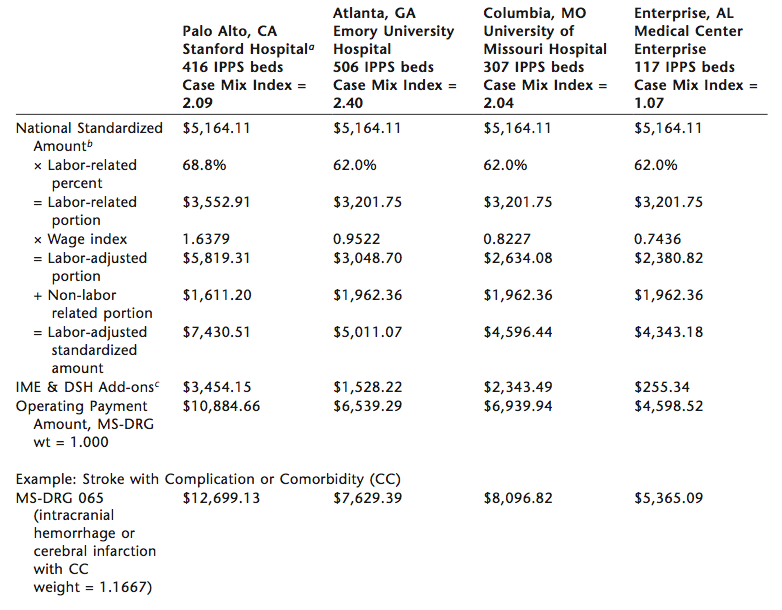 Palo Alto, CA
Stanford Hospitalᵃ
416 IPPS beds
Case Mix Index =
2.09
Atlanta, GA
Emory University
Hospital
506 IPPS beds
Case Mix Index =
2.40
Columbia, MO
University of
Missouri Hospital
307 IPPS beds
Case Mix Index =
2.04
Enterprise, AL
Medical Center
Enterprise
117 IPPS beds
Case Mix Index =
1.07
National Standardized $5,164.11 $5,164.11 $5,164.11 $5,164.11
Amountᵇ
× Labor-related 68.8% 62.0% 62.0% 62.0%
percent
= Labor-related $3,552.91 $3,201.75 $3,201.75 $3,201.75
portion
× Wage index 1.6379 0.9522 0.8227 0.7436
= Labor-adjusted $5,819.31 $3,048.70 $2,634.08 $2,380.82
portion
+ Non-labor $1,611.20 $1,962.36 $1,962.36 $1,962.36
related portion
= Labor-adjusted $7,430.51 $5,011.07 $4,596.44 $4,343.18
standardized
amount
IME & DSH Add-onsᶜ $3,454.15 $1,528.22 $2,343.49 $255.34
Operating Payment $10,884.66 $6,539.29 $6,939.94 $4,598.52
Amount, MS-DRG
wt = 1.000
Example: Stroke with Complication or Comorbidity (CC)
MS-DRG 065 $12,699.13 $7,629.39 $8,096.82 $5,365.09
(intracranial
hemorrhage or
cerebral infarction
with CC
weight = 1.1667)